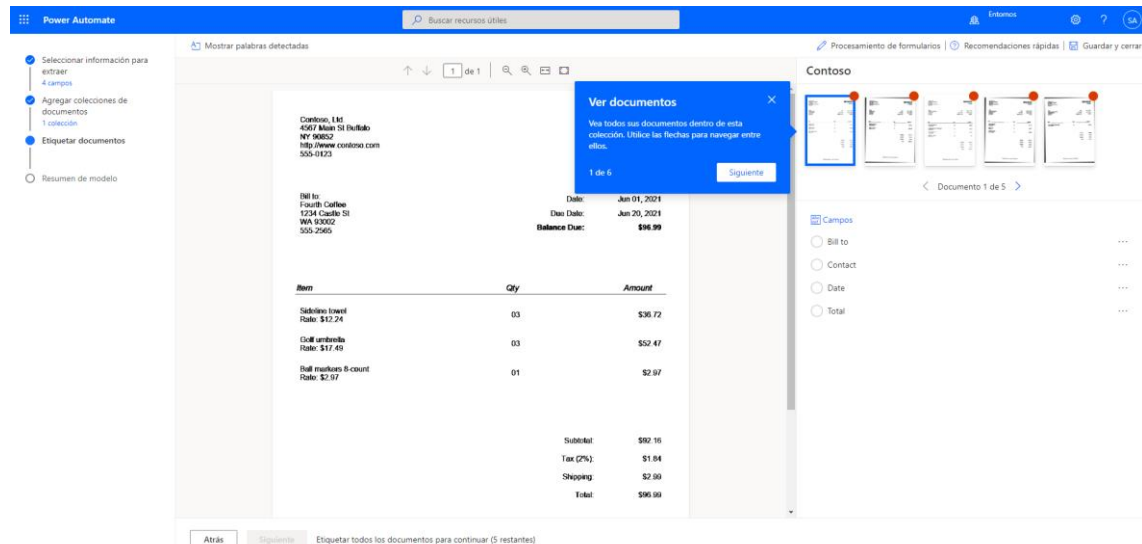 Power Automate
Buscar recursos útiles
Entornos
SA
Seleccionar información para
extraer
4 campos
Agregar colecciones de
documentos
1 colección
Etiquetar documentos
Resumen de modelo
Mostrar palabras detectadas
Procesamiento de formularios | Recomendaciones rápidas | Guardar y cerrar
1 de 1
Contoso, Ltd
4567 Main St Buffalo
NY 90852
http://www.contoso.com
555-0123
Bill to:
Fourth Coffee
1234 Castle St
WA 93002
555-2565
Date: Jun 01, 2021
Due Date: Jun 20, 2021
Balance Due: $96.99
Item Qty Amount
Sideline towel
Rate: $12.24
03 $36.72
Golf umbrella
Rate: $17.49
03 $52.47
Ball markers 8-count
Rate: $2.97
01 $2.97
Subtotal: $92.16
Tax (2%): $1.84
Shipping: $2.99
Total: $96.99
Ver documentos
Vea todos sus documentos dentro de esta
colección. Utilice las flechas para navegar entre
ellos.
1 de 6
Siguiente
Contoso
Documento 1 de 5
Campos
Bill to
Contact
Date
Total
Atrás
Siguiente
Etiquetar todos los documentos para continuar (5 restantes)